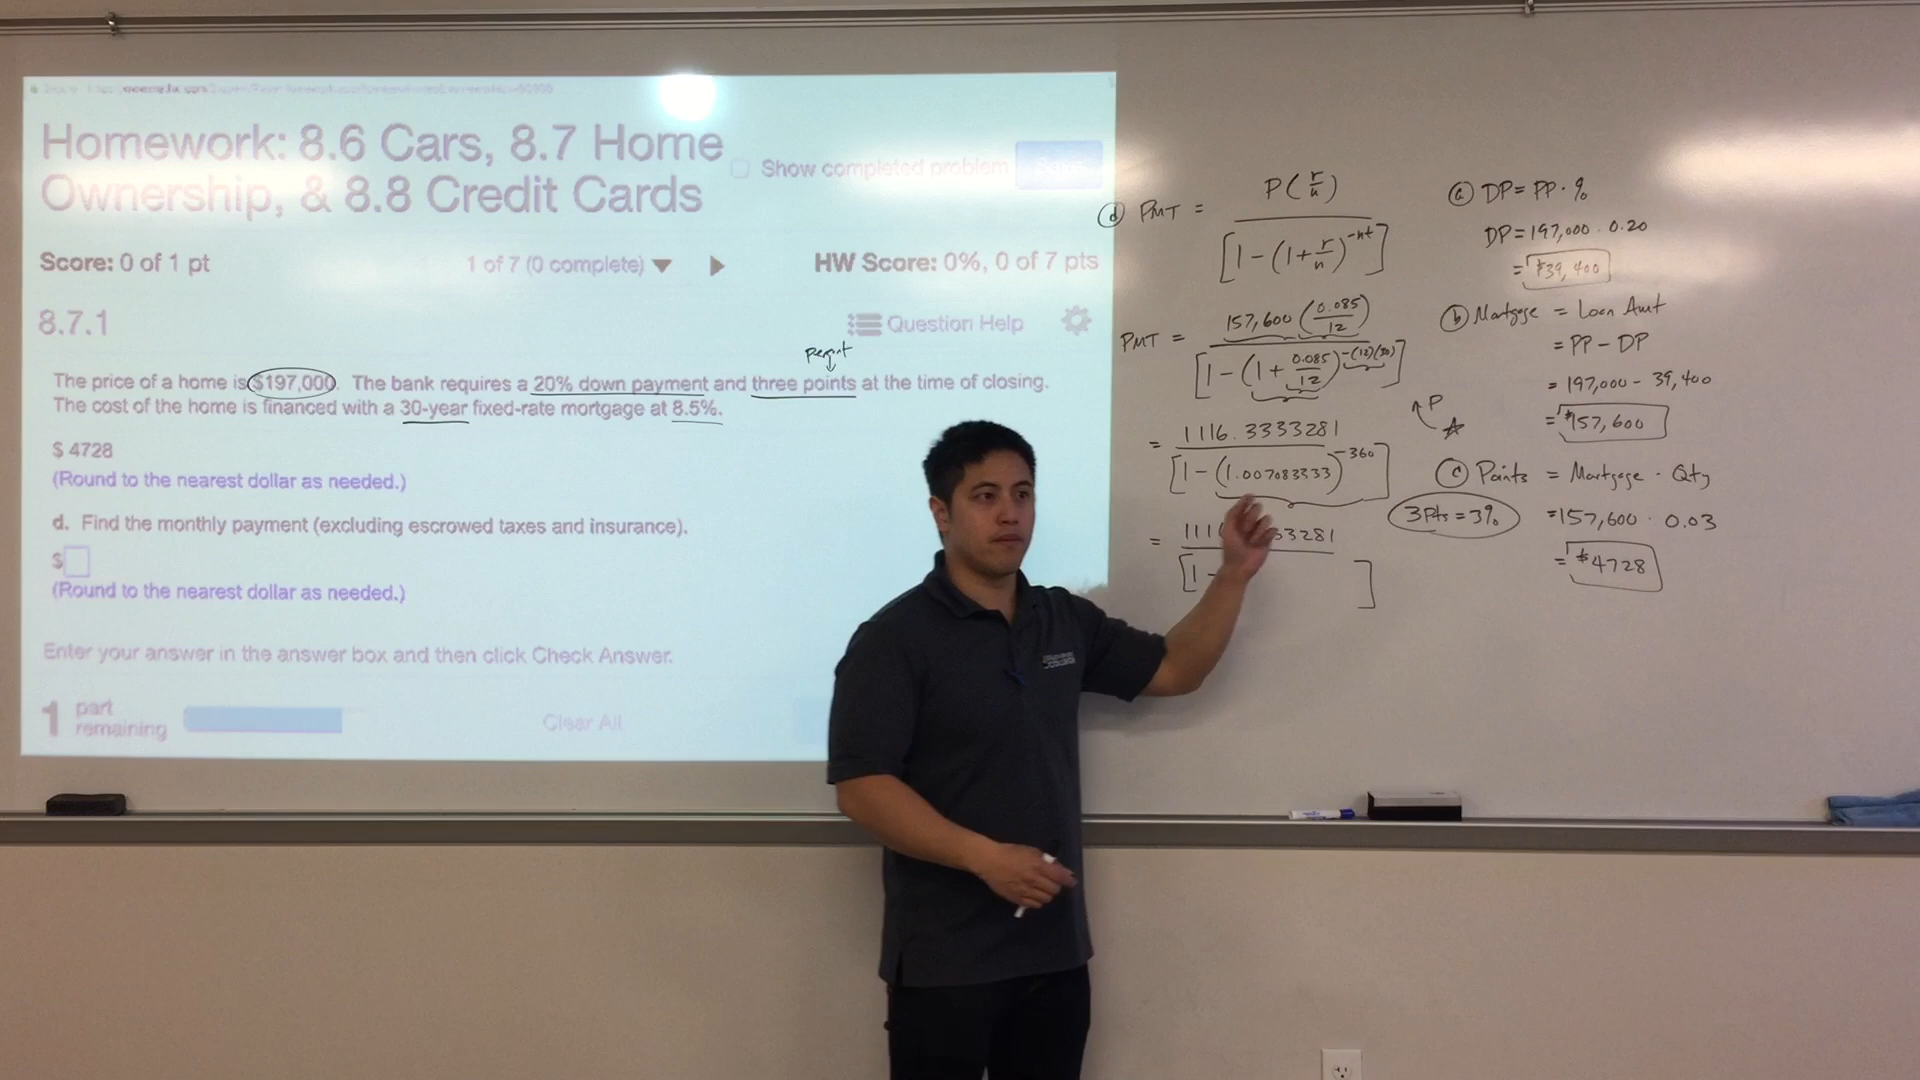 Homework: 8.6 Cars, 8.7 Home
Ownership, & 8.8 Credit Cards
Show completed problem
Save
Score: 0 of 1 pt
1 of 7 (0 complete)
HW Score: 0%, 0 of 7 pts
8.7.1
Question Help
percent
The price of a home is $197,000. The bank requires a 20% down payment and three points at the time of closing.
The cost of the home is financed with a 30-year fixed-rate mortgage at 8.5%.
$ 4728
(Round to the nearest dollar as needed.)
d. Find the monthly payment (excluding escrowed taxes and insurance).
$
(Round to the nearest dollar as needed.)
Enter your answer in the answer box and then click Check Answer.
1 part
remaining
Clear All
(d) PMT = P(r/n)
[1-(1+r/n)^-nt]
PMT = 157,600 (0.085/12)
[1-(1+0.085/12)^-(12)(30)]
= 1116.3333281
[1-(1.007083333)^-360]
= 111 33281
[1- ]
P
(a) DP = PP · %
DP = 197,000 · 0.20
= $39,400
(b) Mortgage = Loan Amt
= PP - DP
= 197,000 - 39,400
= $157,600
(c) Points = Mortgage · Qty
3 Pts = 3%
= 157,600 · 0.03
= $4728